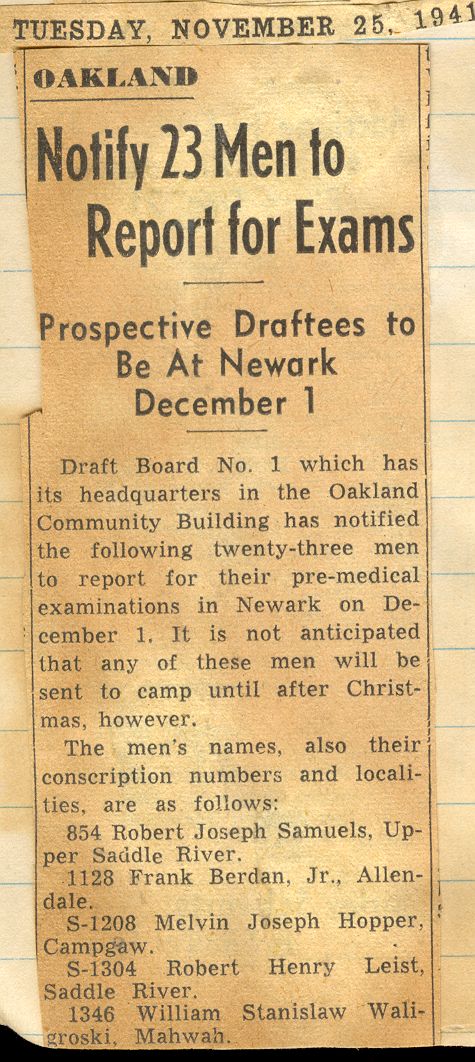 TUESDAY, NOVEMBER 25, 1941
OAKLAND
Notify 23 Men to
Report for Exams
Prospective Draftees to
Be At Newark
December 1
Draft Board No. 1 which has
its headquarters in the Oakland
Community Building has notified
the following twenty-three men
to report for their pre-medical
examinations in Newark on De-
cember 1. It is not anticipated
that any of these men will be
sent to camp until after Christ-
mas, however.
The men's names, also their
conscription numbers and locali-
ties, are as follows:
854 Robert Joseph Samuels, Up-
per Saddle River.
1128 Frank Berdan, Jr., Allen-
dale.
S-1208 Melvin Joseph Hopper,
Campgaw.
S-1304 Robert Henry Leist,
Saddle River.
1346 William Stanislaw Wali-
groski, Mahwah.